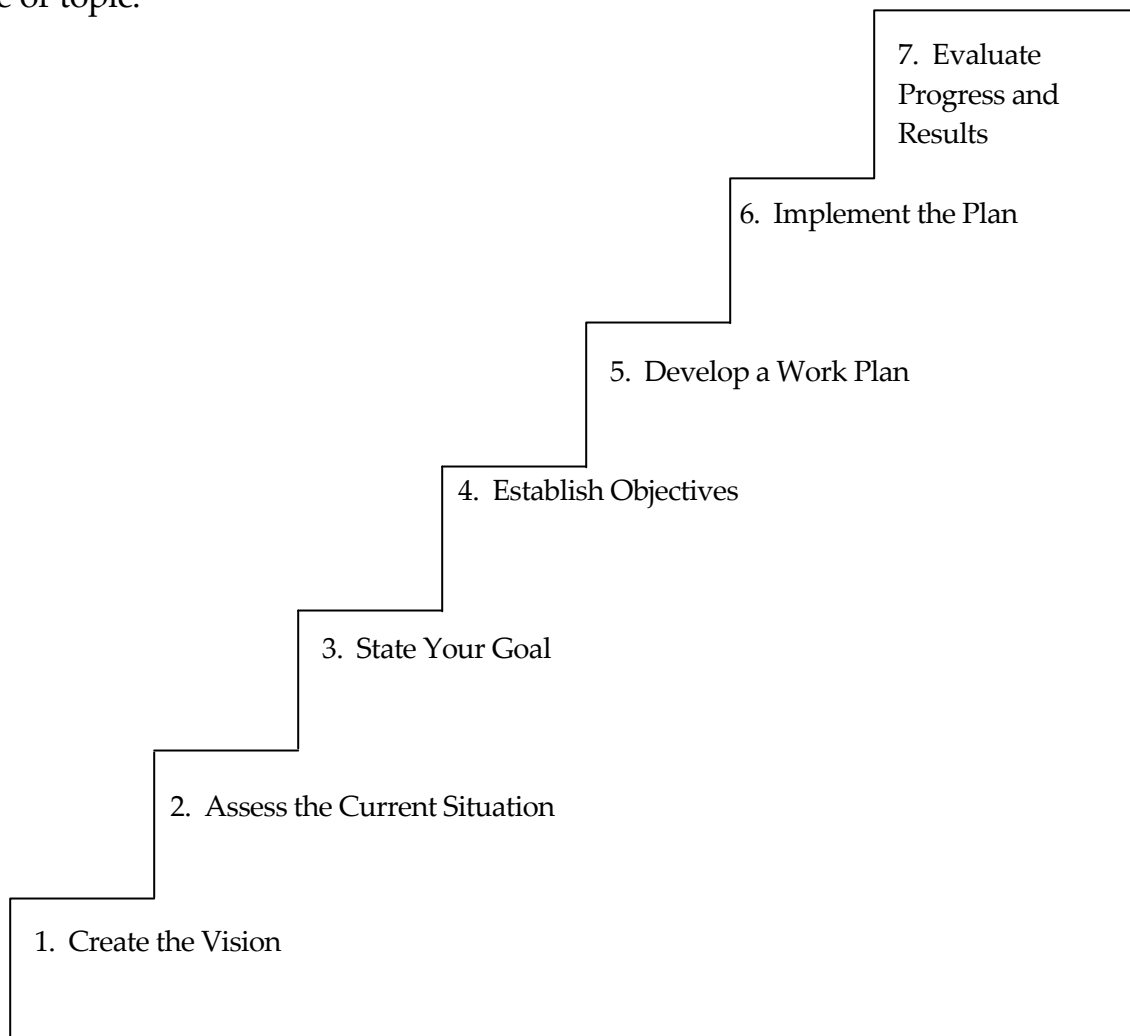 or topic.
7. Evaluate
Progress and
Results
6. Implement the Plan
5. Develop a Work Plan
4. Establish Objectives
3. State Your Goal
2. Assess the Current Situation
1. Create the Vision